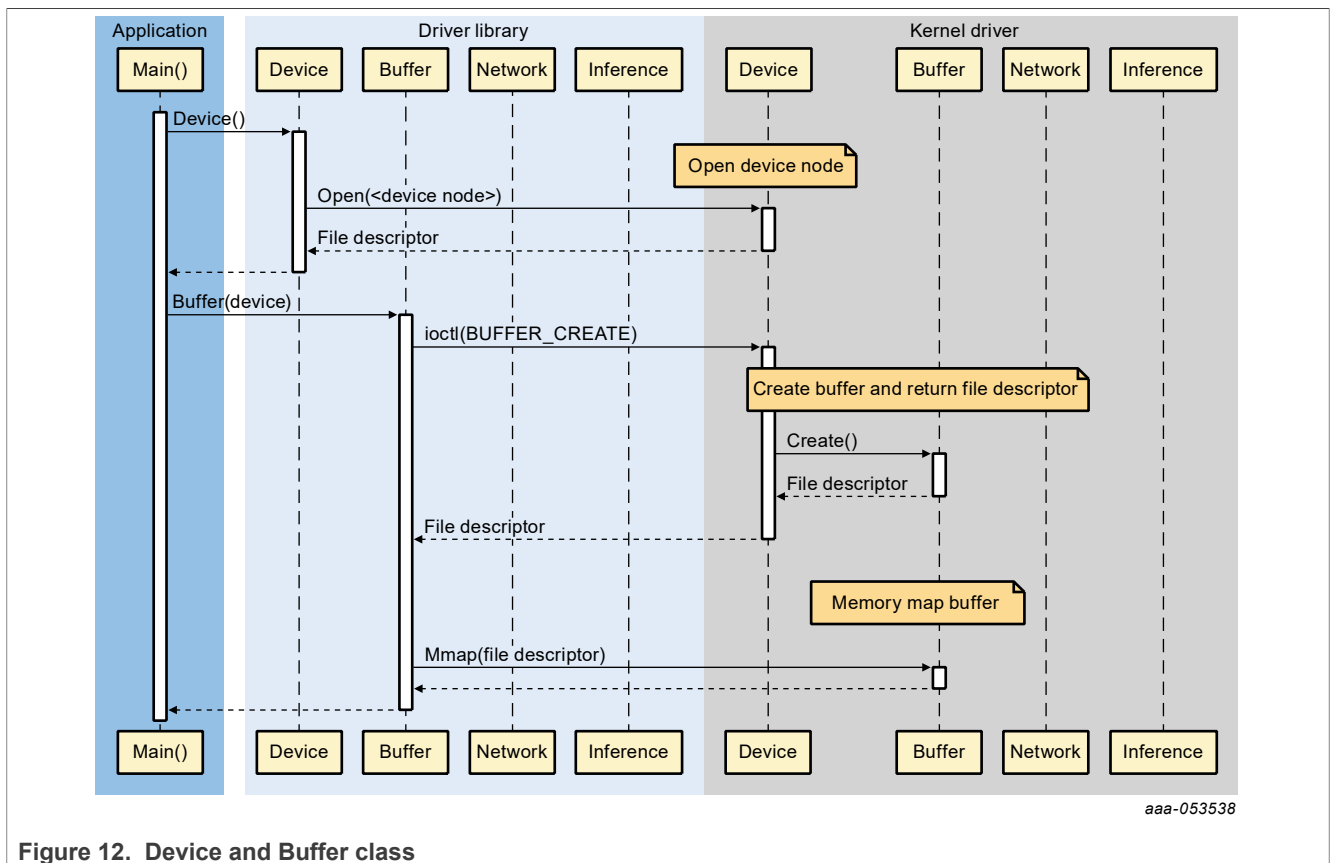 Application
Driver library
Kernel driver
Main()
Device
Buffer
Network
Inference
Device
Buffer
Network
Inference
Device()
Open device node
Open(<device node>)
File descriptor
Buffer(device)
ioctl(BUFFER_CREATE)
Create buffer and return file descriptor
Create()
File descriptor
File descriptor
Memory map buffer
Mmap(file descriptor)
Main()
Device
Buffer
Network
Inference
Device
Buffer
Network
Inference
aaa-053538
Figure 12. Device and Buffer class